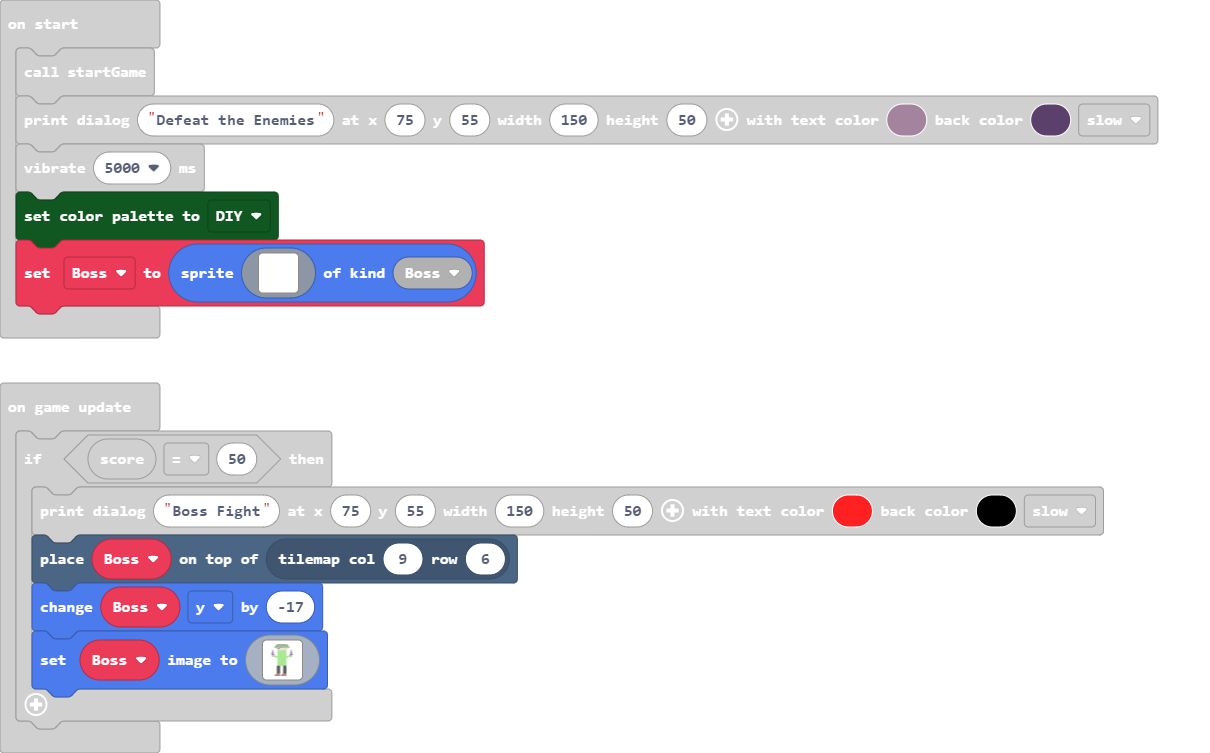 on start
call startGame
print dialog "Defeat the Enemies" at x 75 y 55 width 150 height 50 with text color back color slow
vibrate 5000 ms
set color palette to DIY
set Boss to sprite of kind Boss
on game update
if score = 50 then
print dialog "Boss Fight" at x 75 y 55 width 150 height 50 with text color back color slow
place Boss on top of tilemap col 9 row 6
change Boss y by -17
set Boss image to